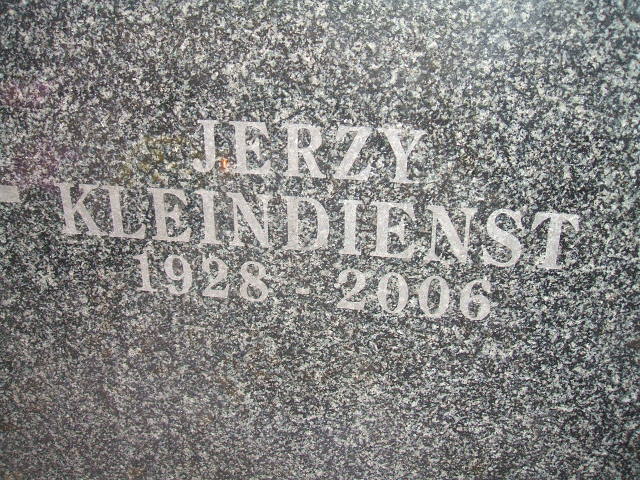 JERZY
KLEINDIENST
1928 - 2006